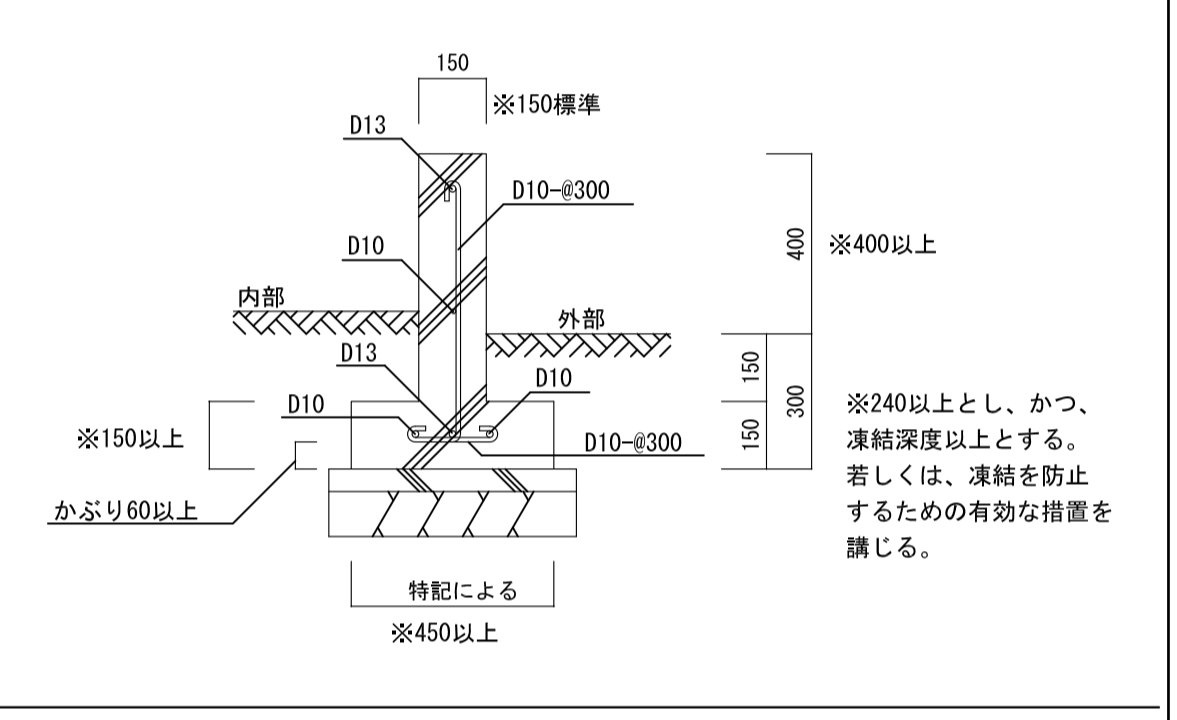 150
※150標準
D13
D10-@300
D10
400
※400以上
内部
外部
D13
D10
150
300
D10
※150以上
150
D10-@300
※240以上とし、かつ、
凍結深度以上とする。
若しくは、凍結を防止
するための有効な措置を
講じる。
かぶり60以上
特記による
※450以上